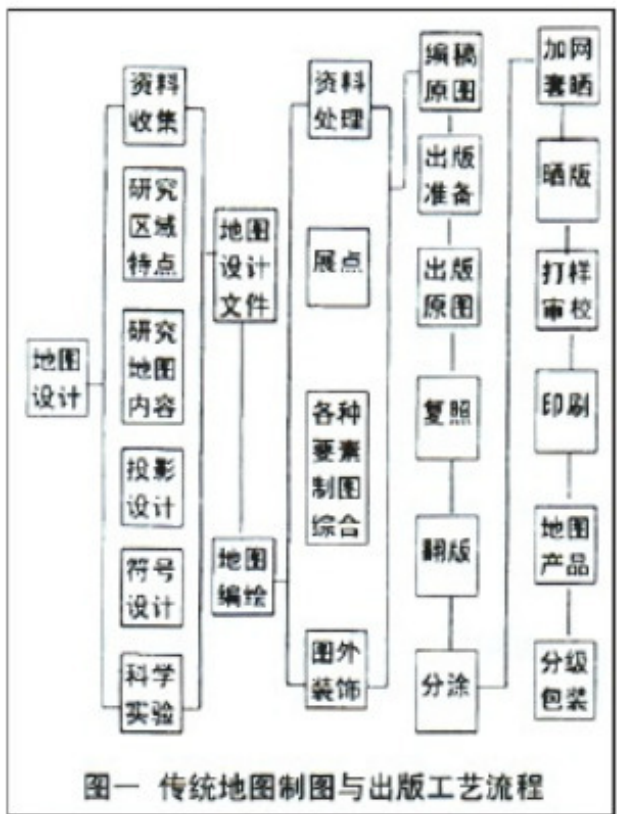 地图
设计
资料
收集
研究
区域
特点
研究
地图
内容
投影
设计
符号
设计
科学
实验
地图
设计
文件
地图
编绘
资料
处理
展点
各种
要素
制图
综合
图外
装饰
编稿
原图
出版
准备
出版
原图
复照
翻版
分涂
加网
套晒
晒版
打样
审校
印刷
地图
产品
分级
包装
图一 传统地图制图与出版工艺流程